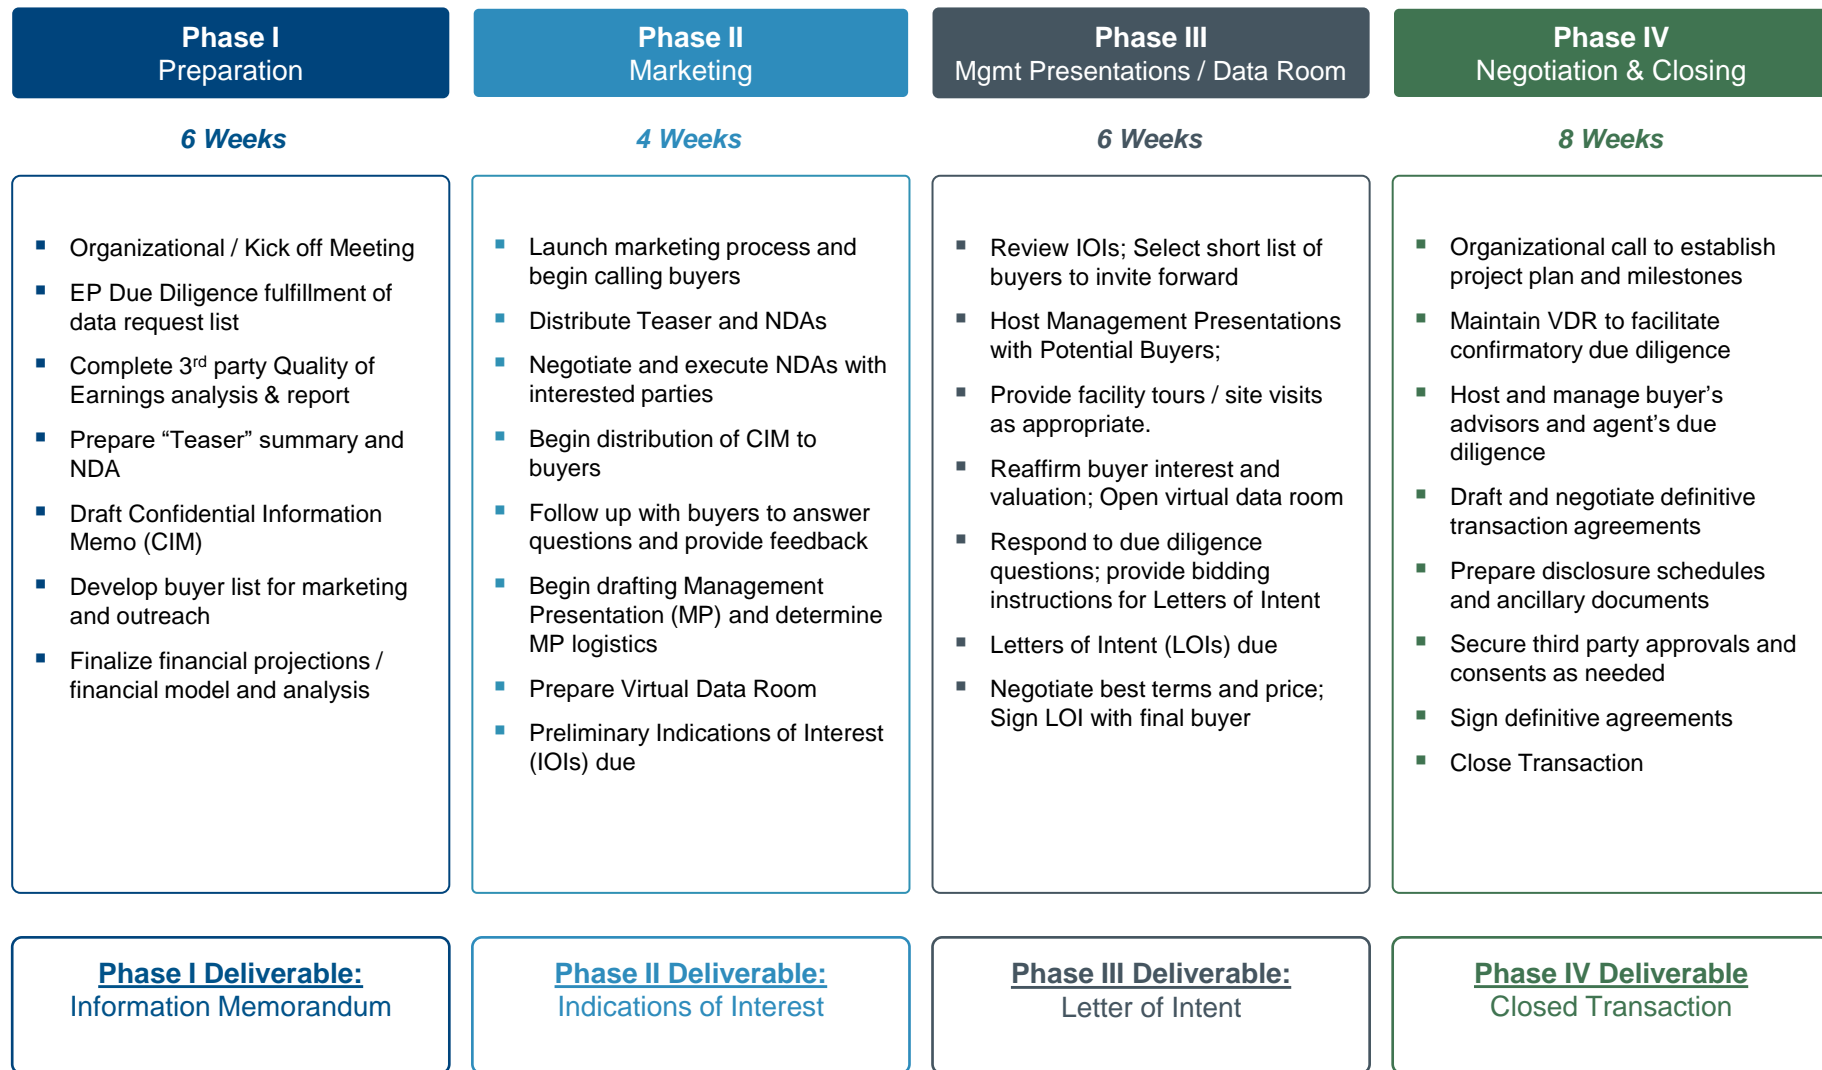 Phase I
Preparation
6 Weeks
Organizational / Kick off Meeting
EP Due Diligence fulfillment of
data request list
Complete 3rd party Quality of
Earnings analysis & report
Prepare “Teaser” summary and
NDA
Draft Confidential Information
Memo (CIM)
Develop buyer list for marketing
and outreach
Finalize financial projections /
financial model and analysis
Phase I Deliverable:
Information Memorandum
Phase II
Marketing
4 Weeks
Launch marketing process and
begin calling buyers
Distribute Teaser and NDAs
Negotiate and execute NDAs with
interested parties
Begin distribution of CIM to
buyers
Follow up with buyers to answer
questions and provide feedback
Begin drafting Management
Presentation (MP) and determine
MP logistics
Prepare Virtual Data Room
Preliminary Indications of Interest
(IOIs) due
Phase II Deliverable:
Indications of Interest
Phase III
Mgmt Presentations / Data Room
6 Weeks
Review IOIs; Select short list of
buyers to invite forward
Host Management Presentations
with Potential Buyers;
Provide facility tours / site visits
as appropriate.
Reaffirm buyer interest and
valuation; Open virtual data room
Respond to due diligence
questions; provide bidding
instructions for Letters of Intent
Letters of Intent (LOIs) due
Negotiate best terms and price;
Sign LOI with final buyer
Phase III Deliverable:
Letter of Intent
Phase IV
Negotiation & Closing
8 Weeks
Organizational call to establish
project plan and milestones
Maintain VDR to facilitate
confirmatory due diligence
Host and manage buyer’s
advisors and agent’s due
diligence
Draft and negotiate definitive
transaction agreements
Prepare disclosure schedules
and ancillary documents
Secure third party approvals and
consents as needed
Sign definitive agreements
Close Transaction
Phase IV Deliverable
Closed Transaction